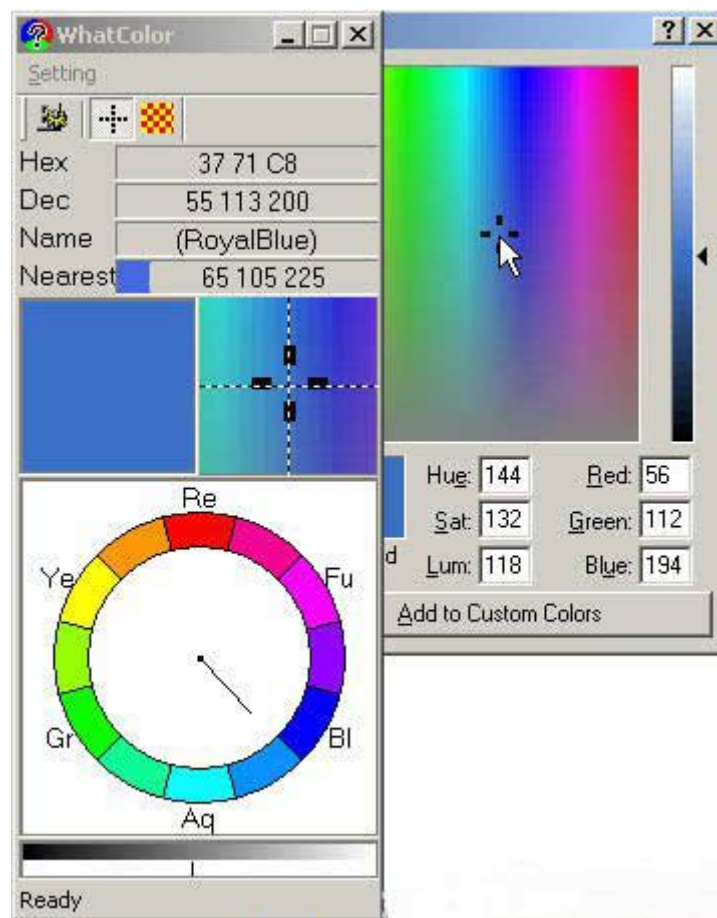 WhatColor
Setting
Hex 37 71 C8
Dec 55 113 200
Name (RoyalBlue)
Nearest 65 105 225
Re
Ye Fu
Gr Bl
Aq
Ready
?
Hue: 144 Red: 56
Sat: 132 Green: 112
d Lum: 118 Blue: 194
Add to Custom Colors